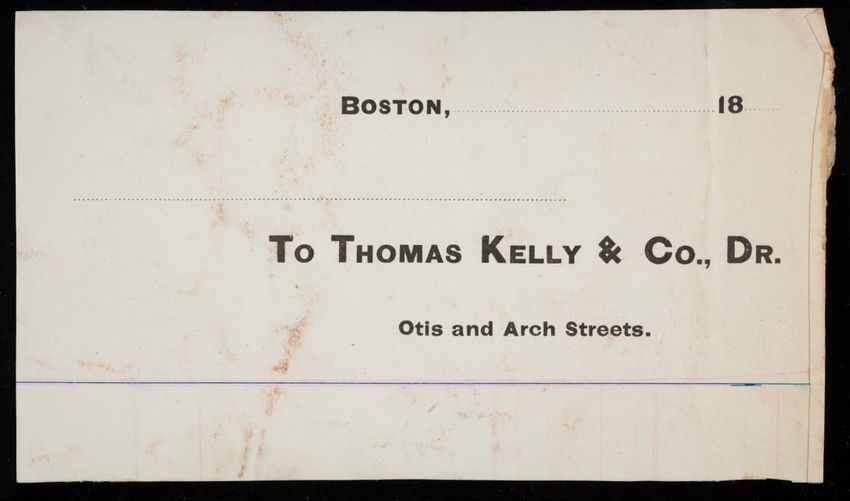 BOSTON, 18
TO THOMAS KELLY & CO., DR.
Otis and Arch Streets.